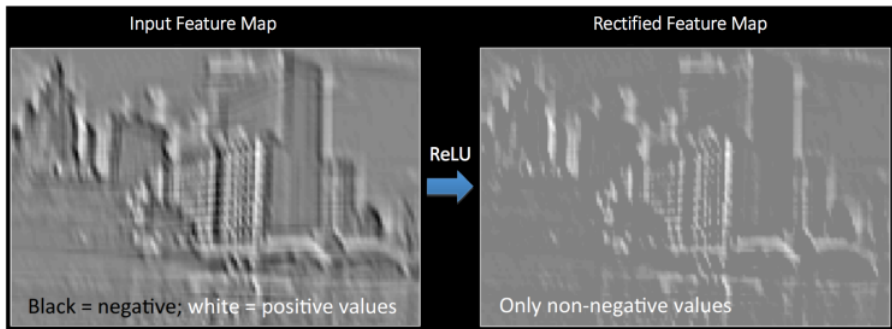 Input Feature Map
Rectified Feature Map
ReLU
Black = negative; white = positive values
Only non-negative values